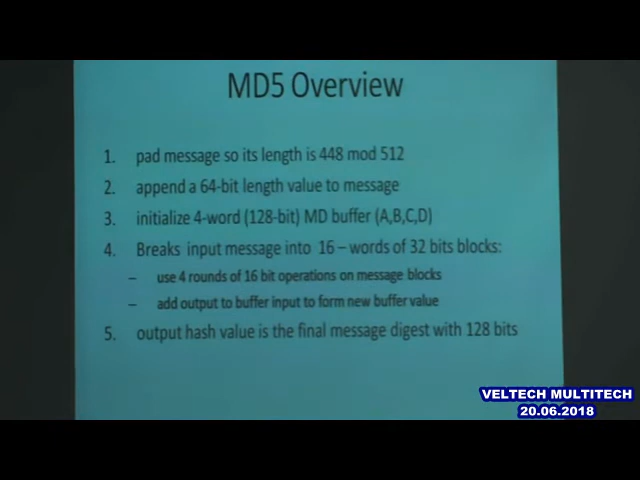 MD5 Overview
1. pad message so its length is 448 mod 512
2. append a 64-bit length value to message
3. initialize 4-word (128-bit) MD buffer (A,B,C,D)
4. Breaks input message into 16 – words of 32 bits blocks:
– use 4 rounds of 16 bit operations on message blocks
– add output to buffer input to form new buffer value
5. output hash value is the final message digest with 128 bits
VELTECH MULTITECH
20.06.2018